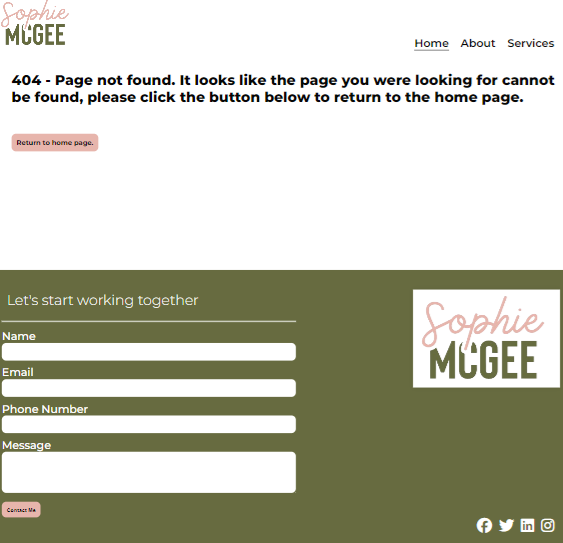 Sophie
McGEE
Home About Services
404 - Page not found. It looks like the page you were looking for cannot
be found, please click the button below to return to the home page.
Return to home page.
Let's start working together
Name
Email
Phone Number
Message
Contact Me
Sophie
McGEE